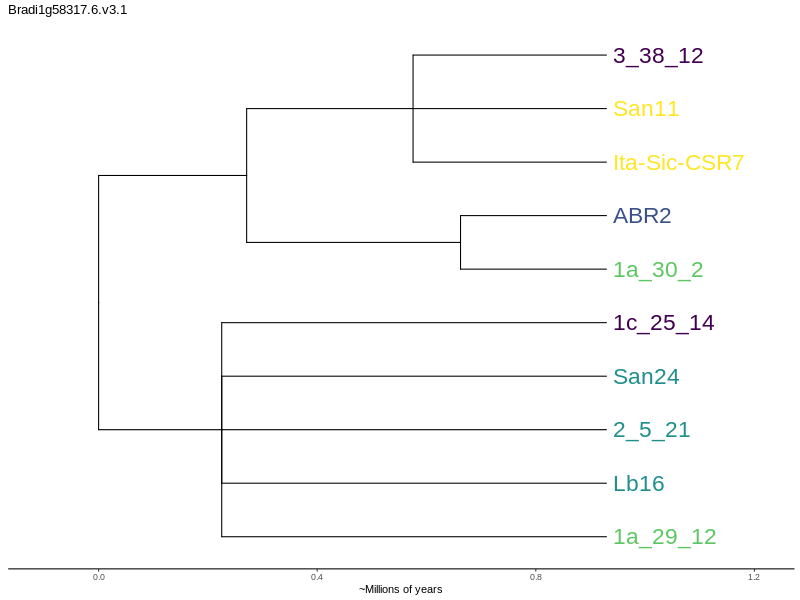 Bradi1g58317.6.v3.1
3_38_12
San11
Ita-Sic-CSR7
ABR2
1a_30_2
1c_25_14
San24
2_5_21
Lb16
1a_29_12
0.0 0.4 0.8 1.2
~Millions of years